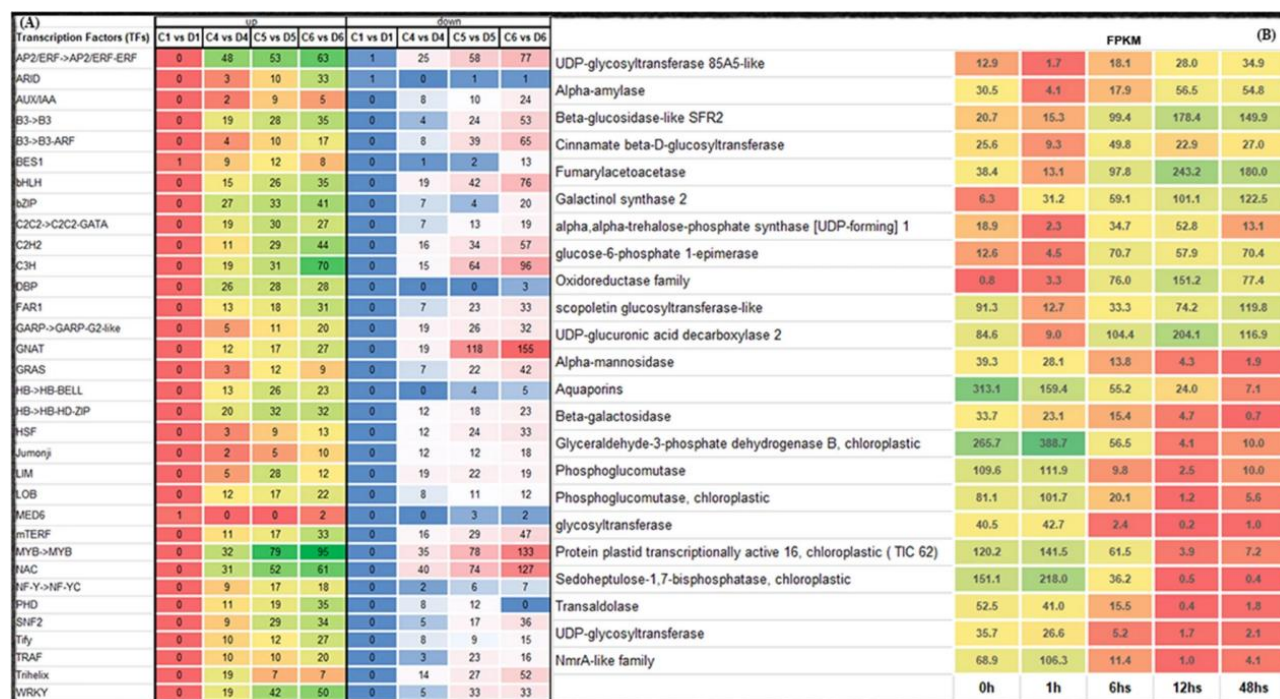 (A) up down
Transcription Factors (TFs) C1 vs D1 C4 vs D4 C5 vs D5 C6 vs D6 C1 vs D1 C4 vs D4 C5 vs D5 C6 vs D6
AP2/ERF->AP2/ERF-ERF 0 48 53 63 1 25 58 77
ARID 0 3 10 33 1 0 1 1
AUX/IAA 0 2 9 5 0 8 10 24
B3->B3 0 19 28 35 0 4 24 53
B3->B3-ARF 0 4 10 17 0 8 39 65
BES1 1 9 12 8 0 1 2 13
bHLH 0 15 26 35 0 19 42 76
bZIP 0 27 33 41 0 7 4 20
C2C2->C2C2-GATA 0 19 30 27 0 7 13 19
C2H2 0 11 29 44 0 16 34 57
C3H 0 19 31 70 0 15 64 96
DBP 0 26 28 28 0 0 0 3
FAR1 0 13 18 31 0 7 23 33
GARP->GARP-G2-like 0 5 11 20 0 19 26 32
GNAT 0 12 17 27 0 19 118 155
GRAS 0 3 12 9 0 7 22 42
HB->HB-BELL 0 13 26 23 0 0 4 5
HB->HB-HD-ZIP 0 20 32 32 0 12 18 23
HSF 0 3 9 13 0 12 24 33
Jumonji 0 2 5 10 0 12 12 18
LIM 0 5 28 12 0 19 22 19
LOB 0 12 17 22 0 8 11 12
MED6 1 0 0 2 0 0 3 2
mTERF 0 11 17 33 0 16 29 47
MYB->MYB 0 32 79 95 0 35 78 133
NAC 0 31 52 61 0 40 74 127
NF-Y->NF-YC 0 9 17 18 0 2 6 7
PHD 0 11 19 35 0 8 12 0
SNF2 0 9 29 34 0 5 17 36
Tify 0 10 12 27 0 8 9 15
TRAF 0 10 10 20 0 3 23 16
Trihelix 0 19 7 7 0 14 27 52
WRKY 0 19 42 50 0 5 33 33
FPKM (B)
UDP-glycosyltransferase 85A5-like 12.9 1.7 18.1 28.0 34.9
Alpha-amylase 30.5 4.1 17.9 56.5 54.8
Beta-glucosidase-like SFR2 20.7 15.3 99.4 178.4 149.9
Cinnamate beta-D-glucosyltransferase 25.6 9.3 49.8 22.9 27.0
Fumarylacetoacetase 38.4 13.1 97.8 243.2 180.0
Galactinol synthase 2 6.3 31.2 59.1 101.1 122.5
alpha,alpha-trehalose-phosphate synthase [UDP-forming] 1 18.9 2.3 34.7 52.8 13.1
glucose-6-phosphate 1-epimerase 12.6 4.5 70.7 57.9 70.4
Oxidoreductase family 0.8 3.3 76.0 151.2 77.4
scopoletin glucosyltransferase-like 91.3 12.7 33.3 74.2 119.8
UDP-glucuronic acid decarboxylase 2 84.6 9.0 104.4 204.1 116.9
Alpha-mannosidase 39.3 28.1 13.8 4.3 1.9
Aquaporins 313.1 159.4 55.2 24.0 7.1
Beta-galactosidase 33.7 23.1 15.4 4.7 0.7
Glyceraldehyde-3-phosphate dehydrogenase B, chloroplastic 265.7 388.7 56.5 4.1 10.0
Phosphoglucomutase 109.6 111.9 9.8 2.5 10.0
Phosphoglucomutase, chloroplastic 81.1 101.7 20.1 1.2 5.6
glycosyltransferase 40.5 42.7 2.4 0.2 1.0
Protein plastid transcriptionally active 16, chloroplastic ( TIC 62) 120.2 141.5 61.5 3.9 7.2
Sedoheptulose-1,7-bisphosphatase, chloroplastic 151.1 218.0 36.2 0.5 0.4
Transaldolase 52.5 41.0 15.5 0.4 1.8
UDP-glycosyltransferase 35.7 26.6 5.2 1.7 2.1
NmrA-like family 68.9 106.3 11.4 1.0 4.1
0h 1h 6hs 12hs 48hs